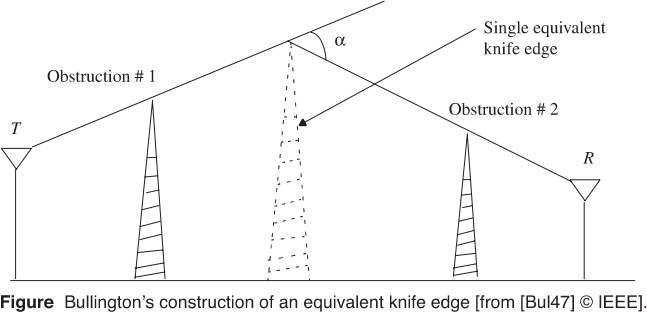 α
Single equivalent
knife edge
Obstruction # 1
Obstruction # 2
T
R
Figure Bullington's construction of an equivalent knife edge [from [Bul47] © IEEE].